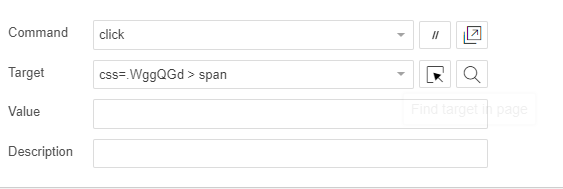 Command click //
Target css=.WggQGd > span
Value
Find target in page
Description